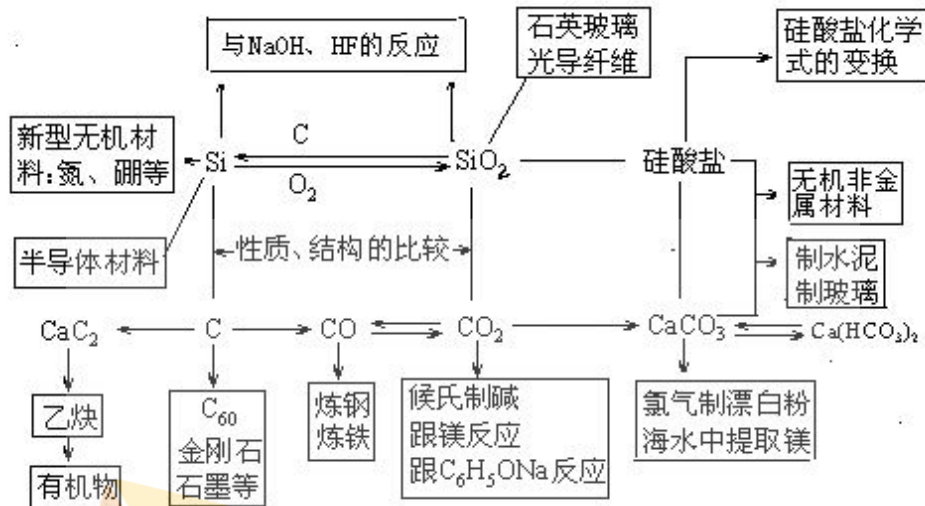 与NaOH、HF的反应
石英玻璃
光导纤维
硅酸盐化学
式的变换
新型无机材
料:氮、硼等
Si
C
O₂
SiO₂
硅酸盐
无机非金
属材料
半导体材料
性质、结构的比较
制水泥
制玻璃
CaC₂
C
CO
CO₂
CaCO₃
Ca(HCO₃)₂
乙炔
有机物
C₆₀
金刚石
石墨等
炼钢
炼铁
候氏制碱
跟镁反应
跟C₆H₅ONa反应
氯气制漂白粉
海水中提取镁